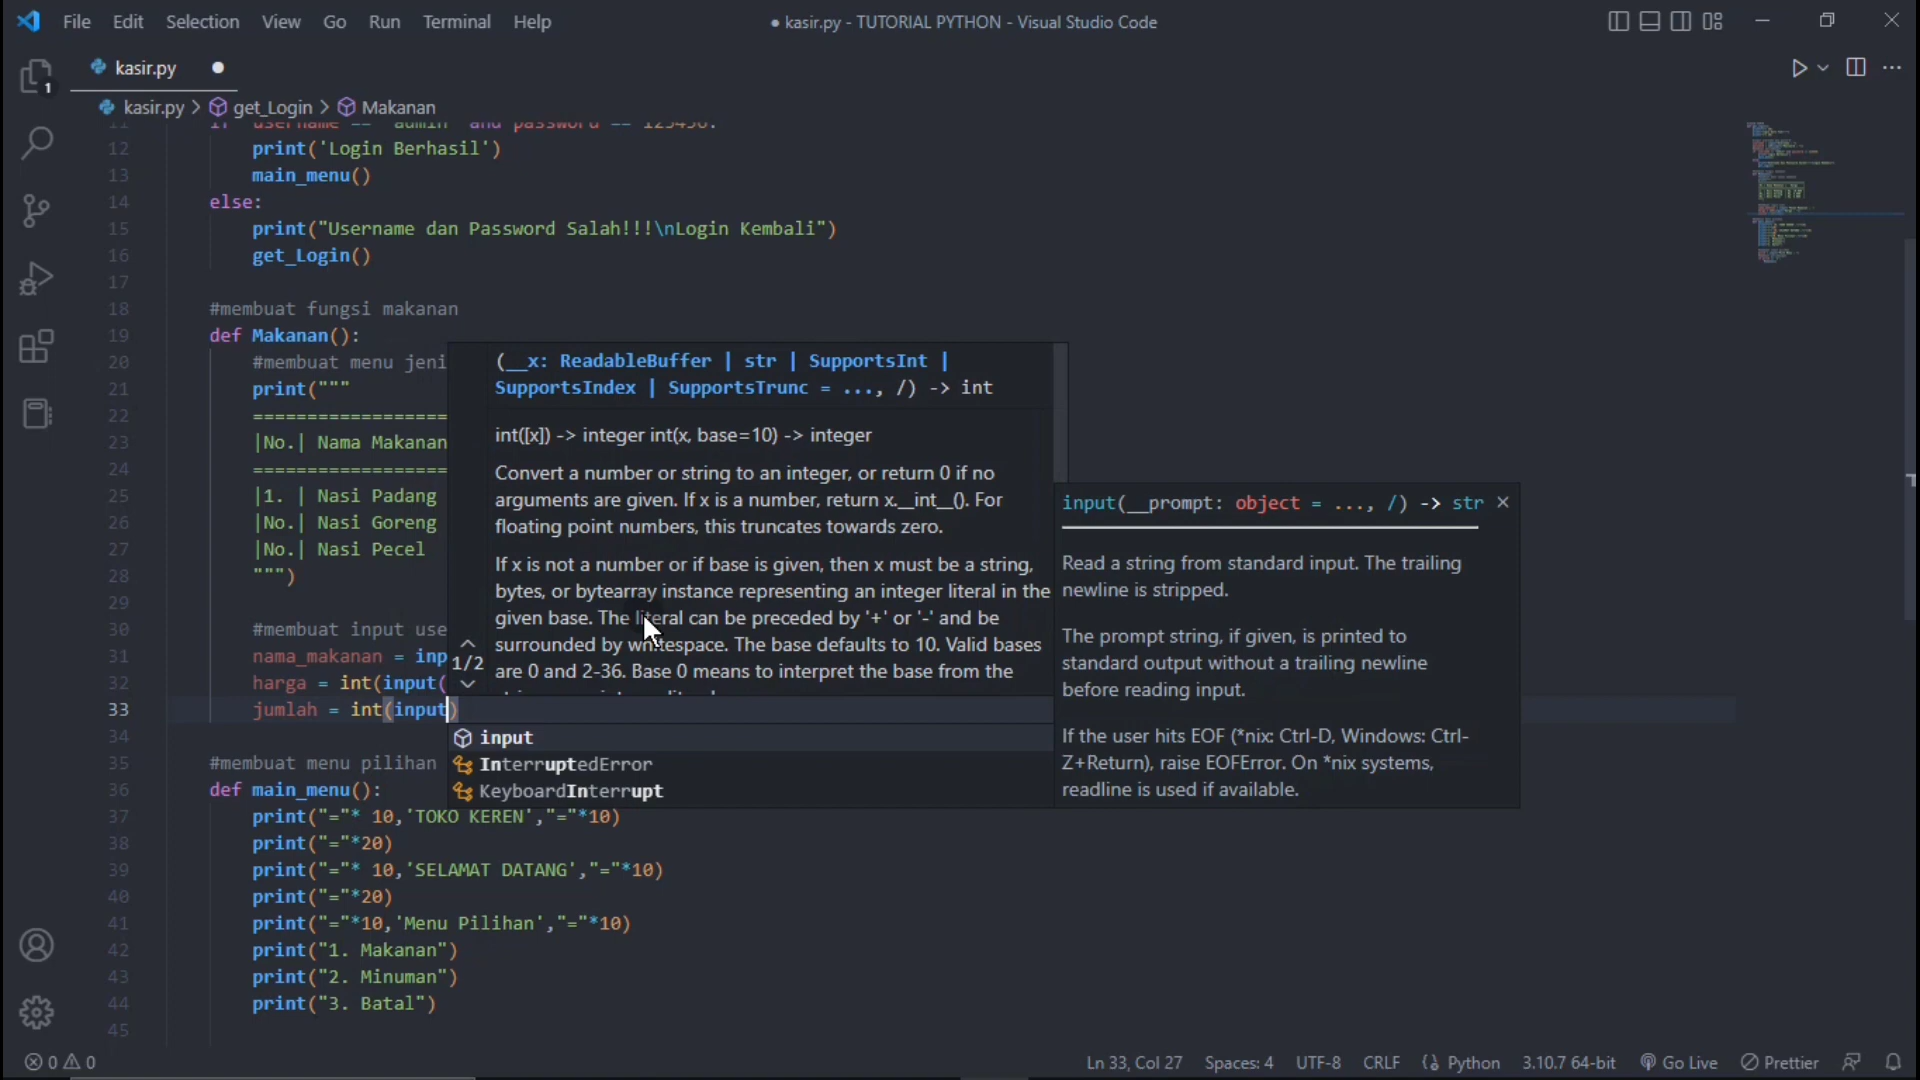 File Edit Selection View Go Run Terminal Help
● kasir.py - TUTORIAL PYTHON - Visual Studio Code
kasir.py ●
kasir.py > get_Login > Makanan
1
11 if username == "admin" and password == 123456:
12 print('Login Berhasil')
13 main_menu()
14 else:
15 print("Username dan Password Salah!!!\nLogin Kembali")
16 get_Login()
17
18 #membuat fungsi makanan
19 def Makanan():
20 #membuat menu jeni
21 print("""
22 ==================
23 |No.| Nama Makanan
24 ==================
25 |1. | Nasi Padang
26 |No.| Nasi Goreng
27 |No.| Nasi Pecel
28 """)
29
30 #membuat input use
31 nama_makanan = inp
32 harga = int(input(
33 jumlah = int(input)
34
35 #membuat menu pilihan
36 def main_menu():
37 print("="* 10,'TOKO KEREN',"="*10)
38 print("="*20)
39 print("="* 10,'SELAMAT DATANG',"="*10)
40 print("="*20)
41 print("="*10,'Menu Pilihan',"="*10)
42 print("1. Makanan")
43 print("2. Minuman")
44 print("3. Batal")
45
(__x: ReadableBuffer | str | SupportsInt |
SupportsIndex | SupportsTrunc = ..., /) -> int
int([x]) -> integer int(x, base=10) -> integer
Convert a number or string to an integer, or return 0 if no
arguments are given. If x is a number, return x.__int__(). For
floating point numbers, this truncates towards zero.
If x is not a number or if base is given, then x must be a string,
bytes, or bytearray instance representing an integer literal in the
given base. The literal can be preceded by '+' or '-' and be
surrounded by whitespace. The base defaults to 10. Valid bases
are 0 and 2-36. Base 0 means to interpret the base from the
1/2
input
InterruptedError
KeyboardInterrupt
input(__prompt: object = ..., /) -> str ×
Read a string from standard input. The trailing
newline is stripped.
The prompt string, if given, is printed to
standard output without a trailing newline
before reading input.
If the user hits EOF (*nix: Ctrl-D, Windows: Ctrl-
Z+Return), raise EOFError. On *nix systems,
readline is used if available.
0 0 Ln 33, Col 27 Spaces: 4 UTF-8 CRLF Python 3.10.7 64-bit Go Live Prettier